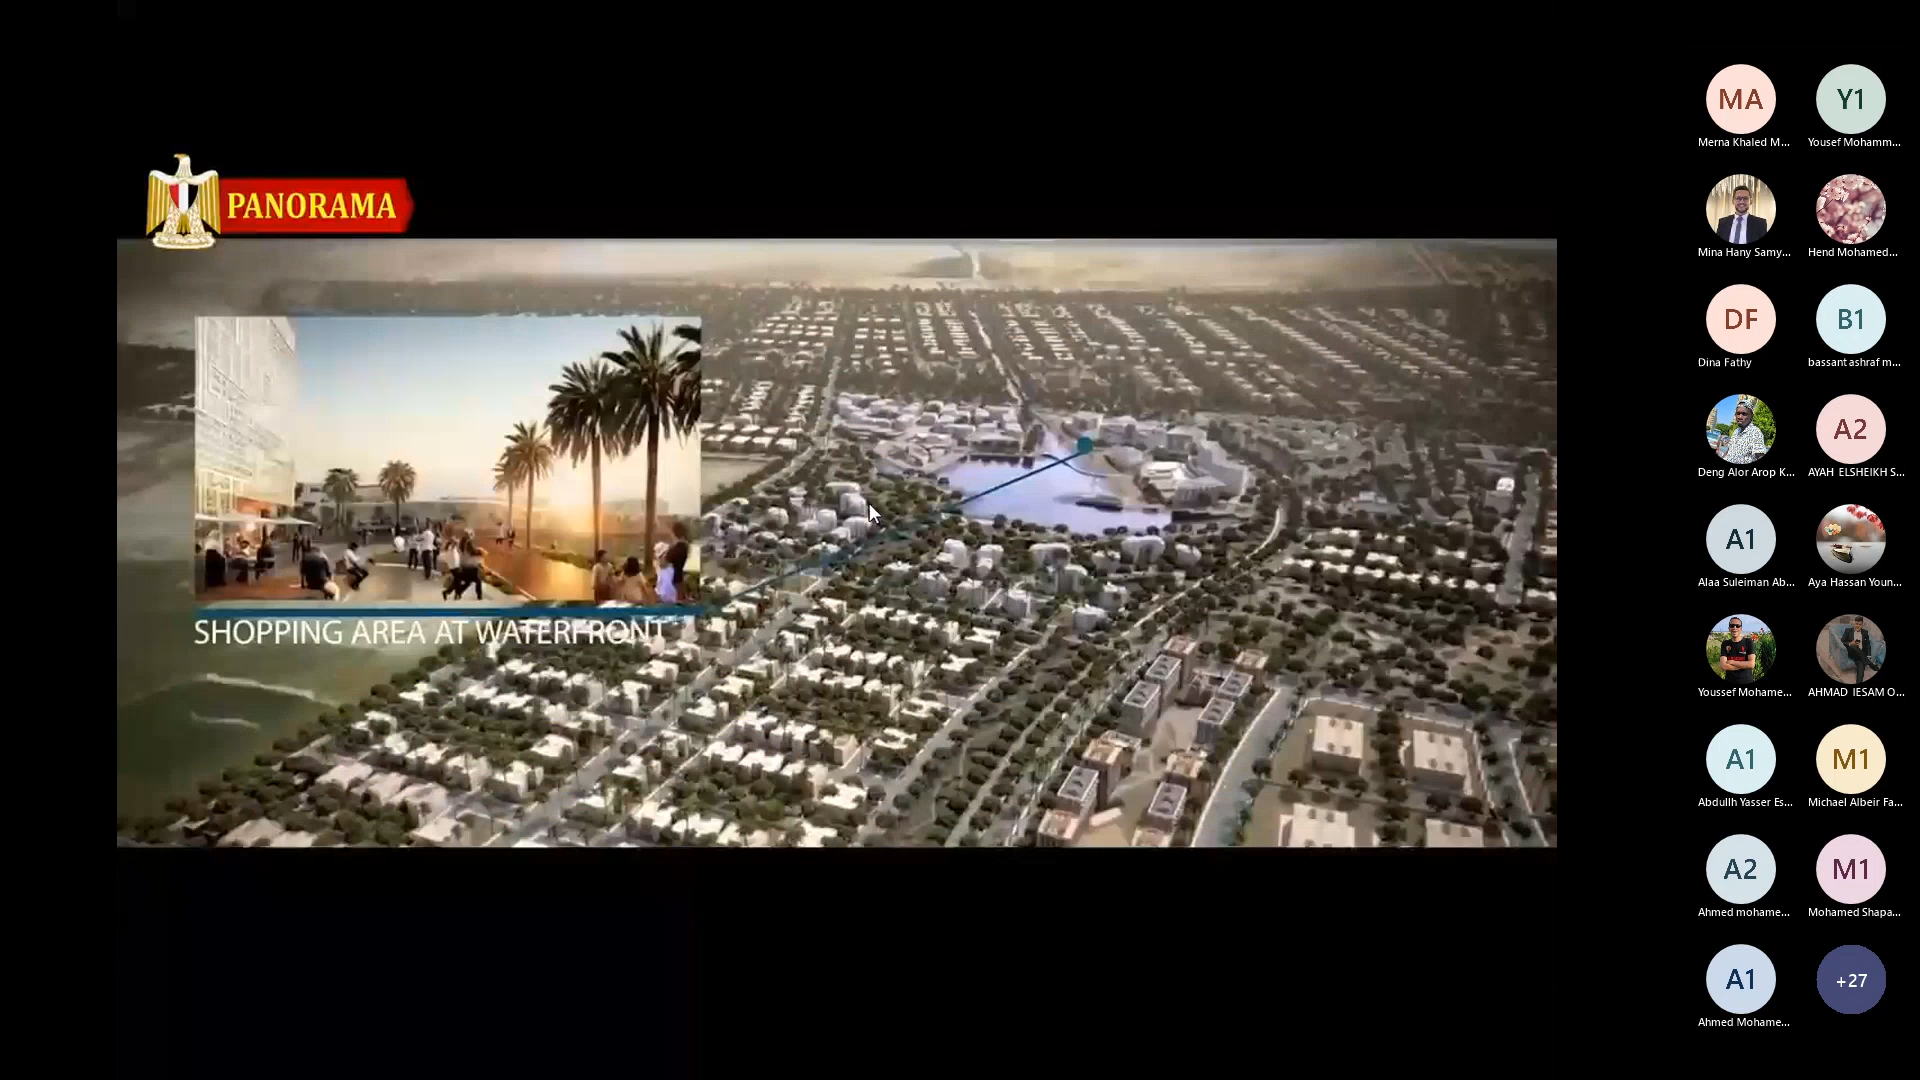 PANORAMA
SHOPPING AREA AT WATERFRONT
MA
Merna Khaled M...
Y1
Yousef Mohamm...
Mina Hany Samy...
Hend Mohamed...
DF
Dina Fathy
B1
bassant ashraf m...
Deng Alor Arop K...
A2
AYAH ELSHEIKH S...
A1
Alaa Suleiman Ab...
Aya Hassan Youn...
Youssef Mohame...
AHMAD IESAM O...
A1
Abdullh Yasser Es...
M1
Michael Albeir Fa...
A2
Ahmed mohame...
M1
Mohamed Shapa...
A1
Ahmed Mohame...
+27